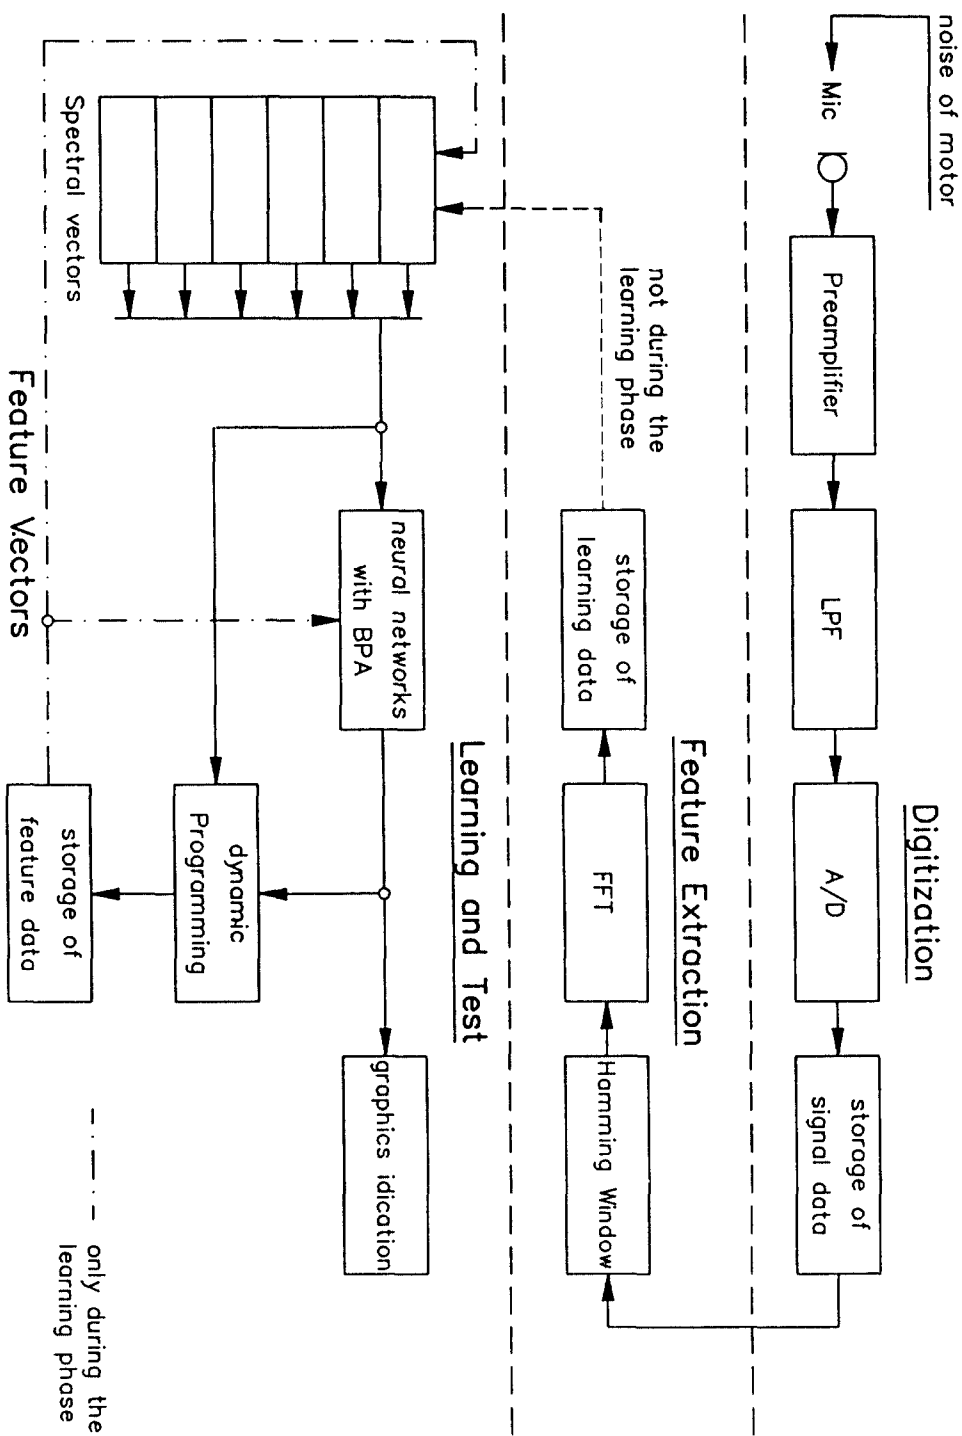 noise of motor
Mic
Preamplifier
LPF
A/D
storage of
signal data
Digitization
not during the
learning phase
storage of
learning data
FFT
Hamming Window
Feature Extraction
Spectral vectors
neural networks
with BPA
Learning and Test
graphics idication
dynamic
Programming
Feature Vectors
storage of
feature data
only during the
learning phase